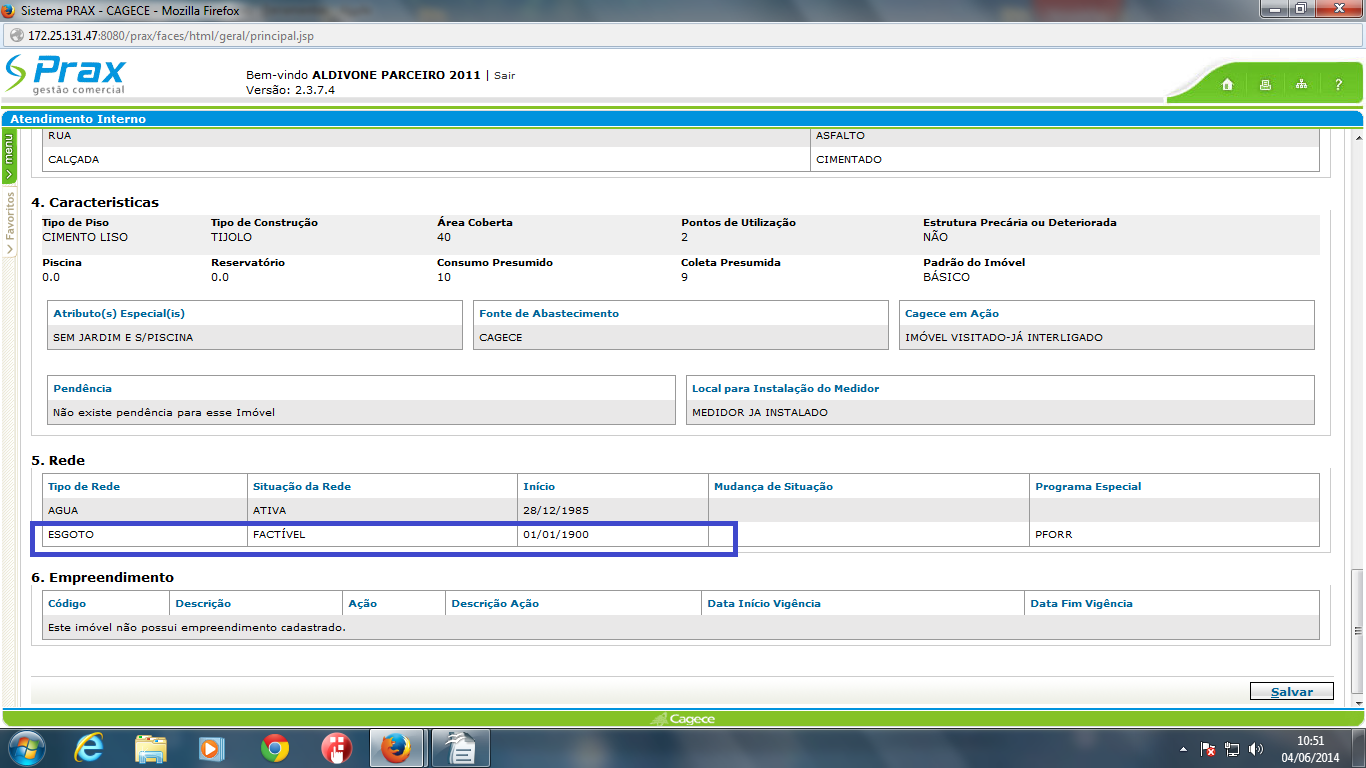 Sistema PRAX - CAGECE - Mozilla Firefox
172.25.131.47:8080/prax/faces/html/geral/principal.jsp
Prax
gestão comercial
Bem-vindo ALDIVONE PARCEIRO 2011 | Sair
Versão: 2.3.7.4
?
Atendimento Interno
menu
Favoritos
RUA ASFALTO
CALÇADA CIMENTADO
4. Caracteristicas
Tipo de Piso Tipo de Construção Área Coberta Pontos de Utilização Estrutura Precária ou Deteriorada
CIMENTO LISO TIJOLO 40 2 NÃO
Piscina Reservatório Consumo Presumido Coleta Presumida Padrão do Imóvel
0.0 0.0 10 9 BÁSICO
Atributo(s) Especial(is) Fonte de Abastecimento Cagece em Ação
SEM JARDIM E S/PISCINA CAGECE IMÓVEL VISITADO-JÁ INTERLIGADO
Pendência Local para Instalação do Medidor
Não existe pendência para esse Imóvel MEDIDOR JA INSTALADO
5. Rede
Tipo de Rede Situação da Rede Início Mudança de Situação Programa Especial
AGUA ATIVA 28/12/1985
ESGOTO FACTÍVEL 01/01/1900 PFORR
6. Empreendimento
Código Descrição Ação Descrição Ação Data Início Vigência Data Fim Vigência
Este imóvel não possui empreendimento cadastrado.
Salvar
Cagece
10:51
04/06/2014